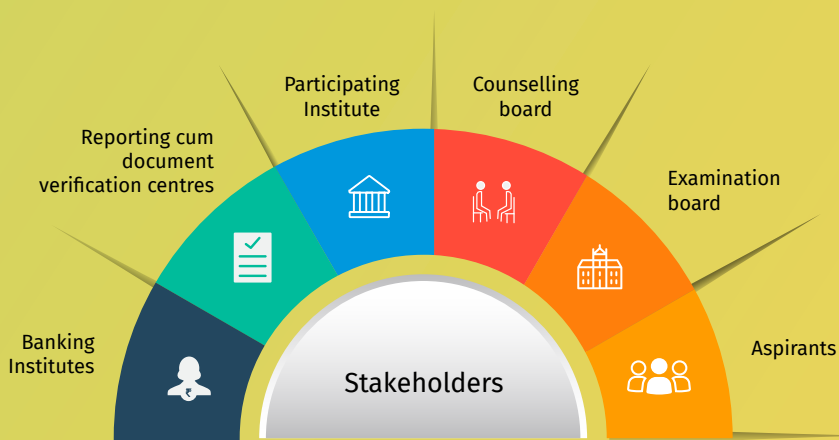 Participating
Institute
Counselling
board
Reporting cum
document
verification centres
Examination
board
Banking
Institutes
Aspirants
Stakeholders
₹